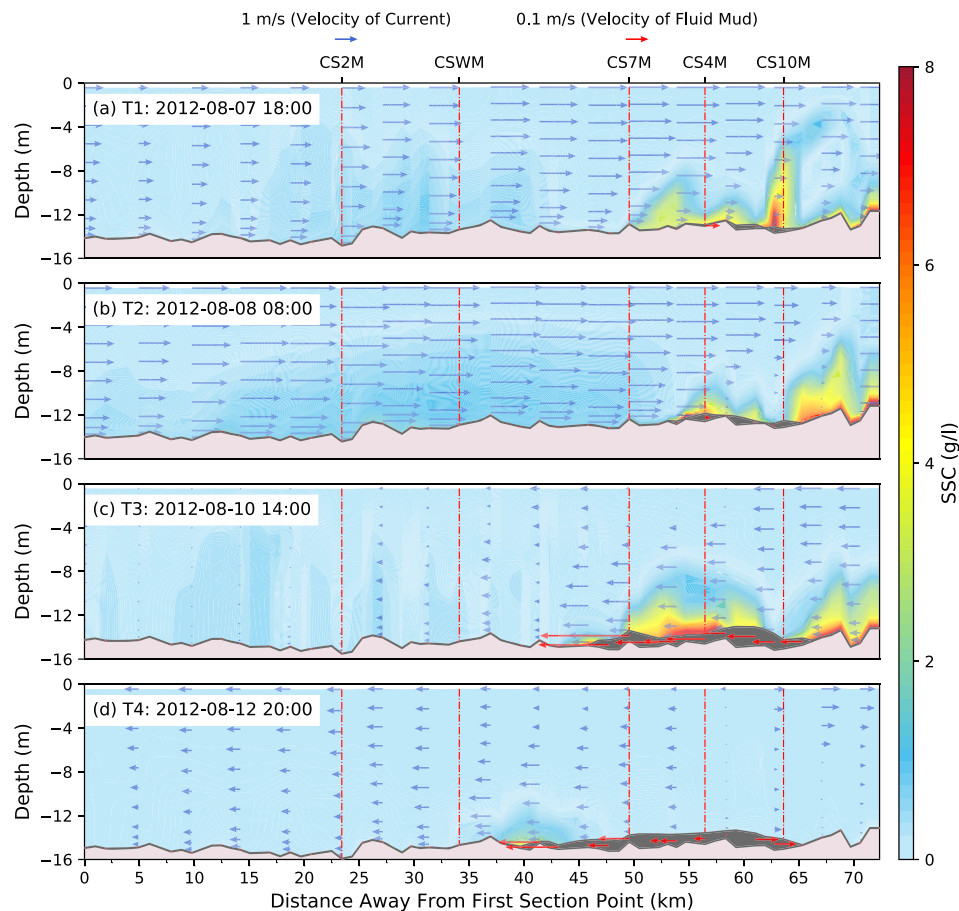 1 m/s (Velocity of Current) 0.1 m/s (Velocity of Fluid Mud)
CS2M CSWM CS7M CS4M CS10M
(a) T1: 2012-08-07 18:00
0
−4
−8
−12
−16
Depth (m)
(b) T2: 2012-08-08 08:00
0
−4
−8
−12
−16
Depth (m)
(c) T3: 2012-08-10 14:00
0
−4
−8
−12
−16
Depth (m)
(d) T4: 2012-08-12 20:00
0
−4
−8
−12
−16
Depth (m)
0 5 10 15 20 25 30 35 40 45 50 55 60 65 70
Distance Away From First Section Point (km)
8
6
4
2
0
SSC (g/l)